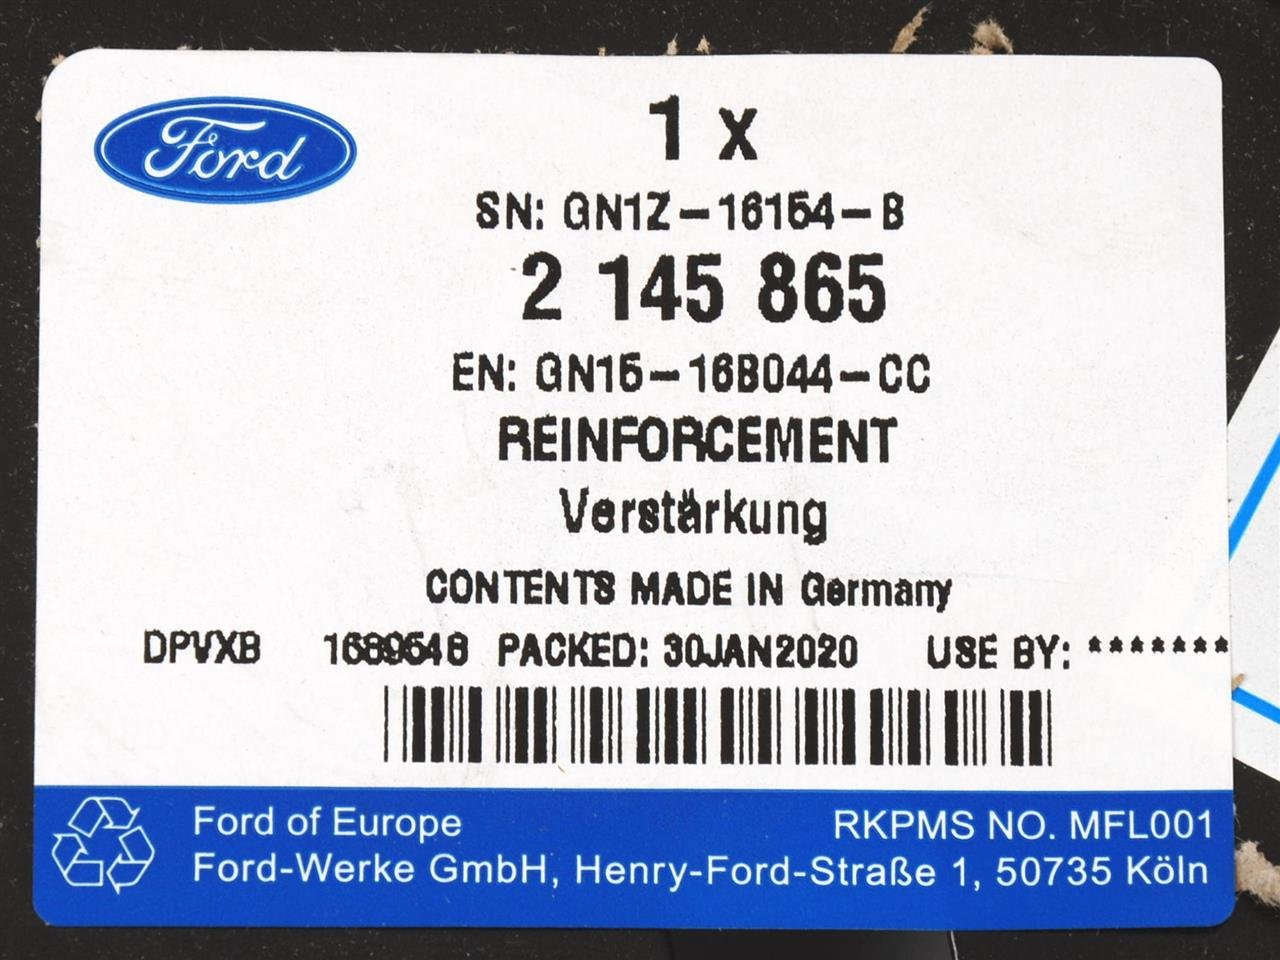 Ford
1 x
SN: GN1Z-16154-B
2 145 865
EN: GN15-16B044-CC
REINFORCEMENT
Verstärkung
CONTENTS MADE IN Germany
DPVXB PACKED: 30JAN2020 USE BY: *******
Ford of Europe
RKPMS NO. MFL001
Ford-Werke GmbH, Henry-Ford-Straße 1, 50735 Köln